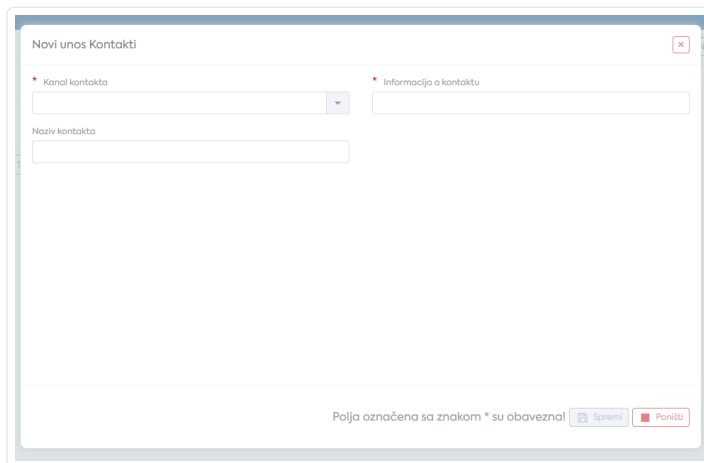 Novi unos Kontakti
* Kanal kontakta
* Informacija o kontaktu
Naziv kontakta
Polja označena sa znakom * su obavezna!
Spremi
Poništi